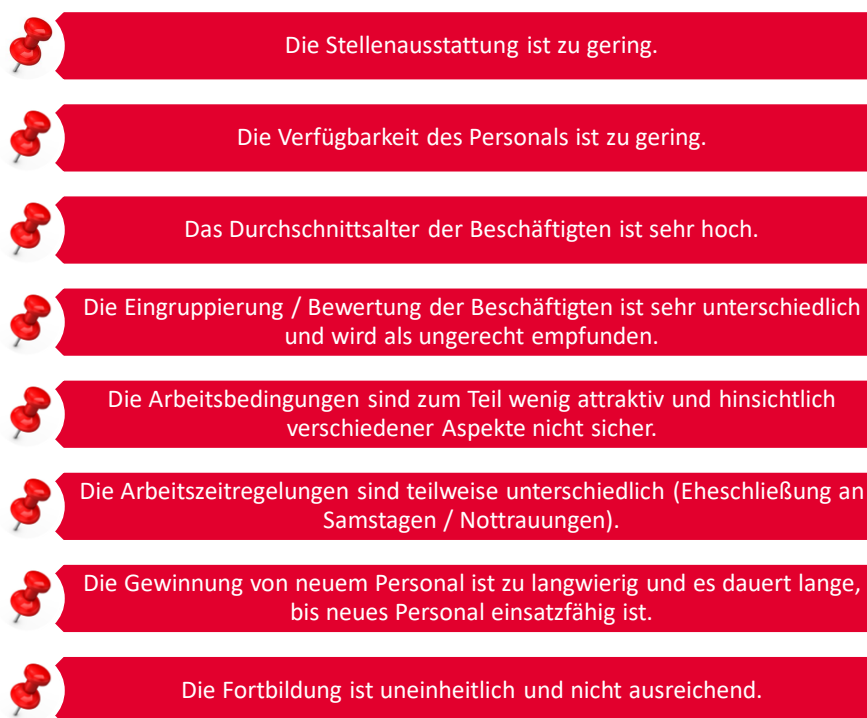 Die Stellenausstattung ist zu gering.
Die Verfügbarkeit des Personals ist zu gering.
Das Durchschnittsalter der Beschäftigten ist sehr hoch.
Die Eingruppierung / Bewertung der Beschäftigten ist sehr unterschiedlich
und wird als ungerecht empfunden.
Die Arbeitsbedingungen sind zum Teil wenig attraktiv und hinsichtlich
verschiedener Aspekte nicht sicher.
Die Arbeitszeitregelungen sind teilweise unterschiedlich (Eheschließung an
Samstagen / Nottrauungen).
Die Gewinnung von neuem Personal ist zu langwierig und es dauert lange,
bis neues Personal einsatzfähig ist.
Die Fortbildung ist uneinheitlich und nicht ausreichend.